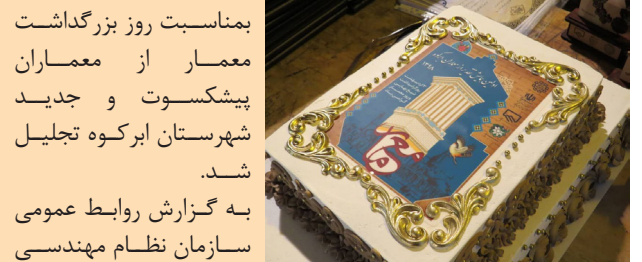 بمناسبت روز بزرگداشت
معمار از معماران
پیشکسوت و جدید
شهرستان ابرکوه تجلیل
شد.
به گزارش روابط عمومی
سازمان نظام مهندسی